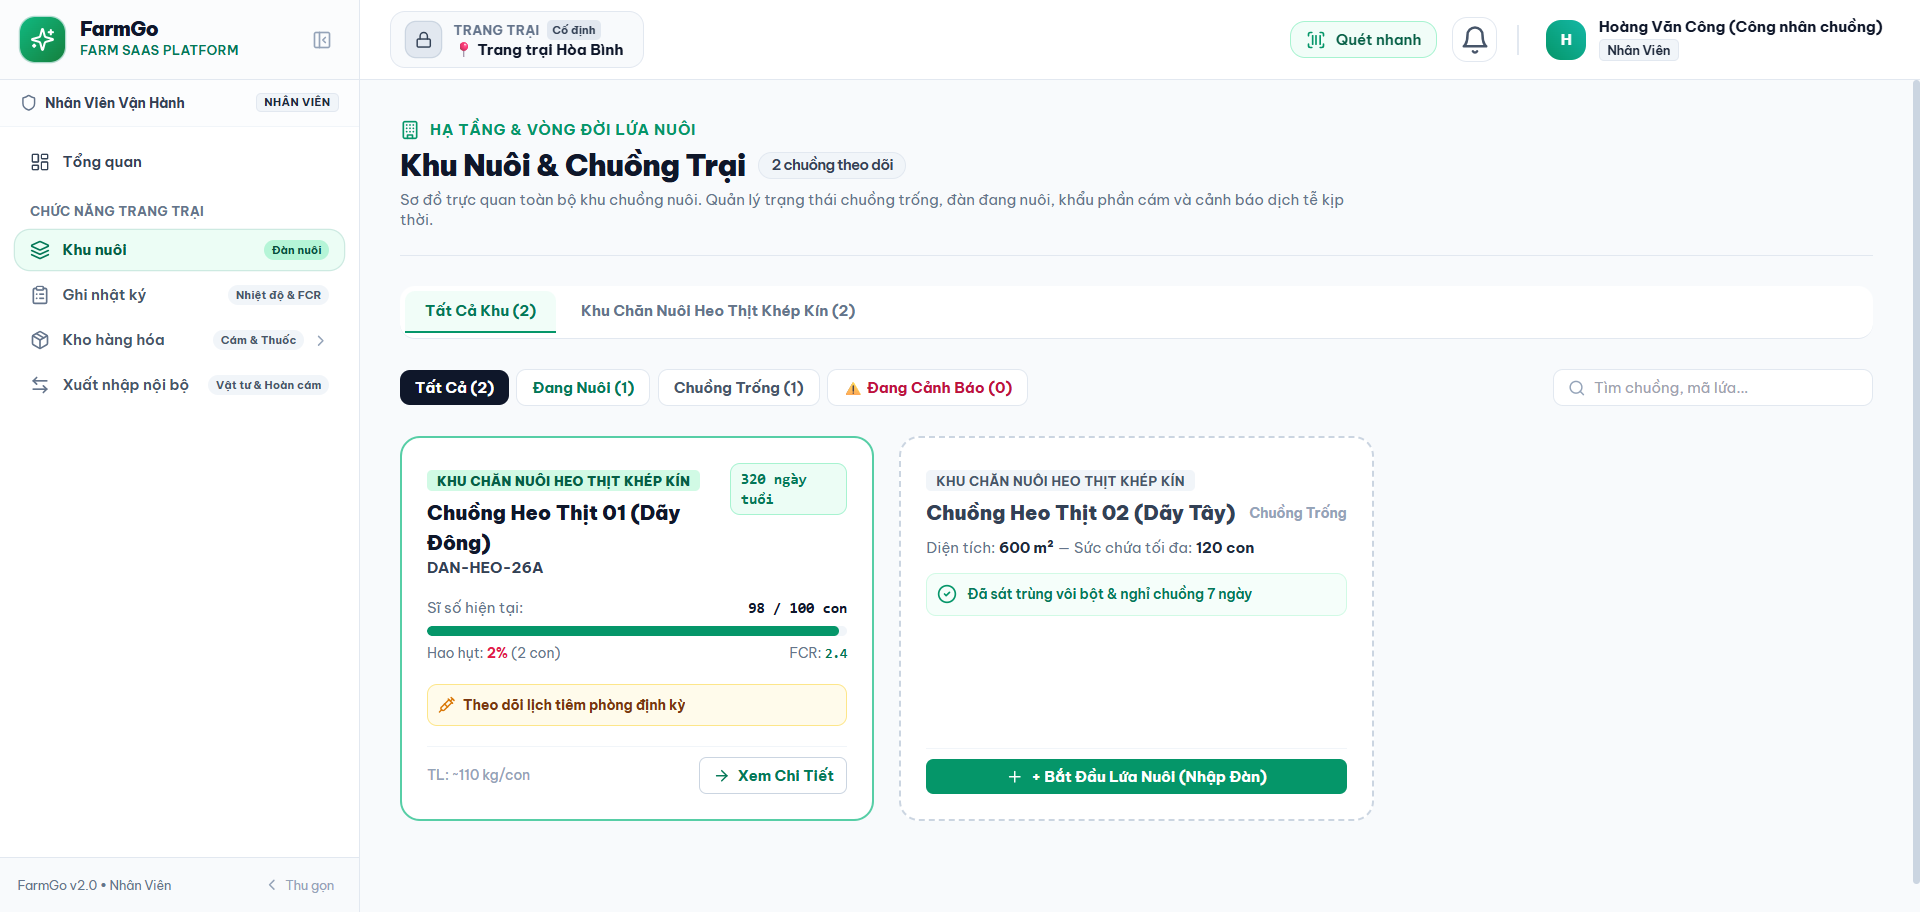 FarmGo
FARM SAAS PLATFORM
Nhân Viên Vận Hành
NHÂN VIÊN
Tổng quan
CHỨC NĂNG TRANG TRẠI
Khu nuôi
Đàn nuôi
Ghi nhật ký
Nhiệt độ & FCR
Kho hàng hóa
Cám & Thuốc
Xuất nhập nội bộ
Vật tư & Hoàn cám
FarmGo v2.0 • Nhân Viên
Thu gọn
TRANG TRẠI
Cố định
Trang trại Hòa Bình
Quét nhanh
H
Hoàng Văn Công (Công nhân chuồng)
Nhân Viên
HẠ TẦNG & VÒNG ĐỜI LỨA NUÔI
Khu Nuôi & Chuồng Trại
2 chuồng theo dõi
Sơ đồ trực quan toàn bộ khu chuồng nuôi. Quản lý trạng thái chuồng trống, đàn đang nuôi, khẩu phần cám và cảnh báo dịch tễ kịp
thời.
Tất Cả Khu (2)
Khu Chăn Nuôi Heo Thịt Khép Kín (2)
Tất Cả (2)
Đang Nuôi (1)
Chuồng Trống (1)
Đang Cảnh Báo (0)
Tìm chuồng, mã lứa...
KHU CHĂN NUÔI HEO THỊT KHÉP KÍN
320 ngày
tuổi
Chuồng Heo Thịt 01 (Dãy
Đông)
DAN-HEO-26A
Sĩ số hiện tại:
98 / 100 con
Hao hụt: 2% (2 con)
FCR: 2.4
Theo dõi lịch tiêm phòng định kỳ
TL: ~110 kg/con
Xem Chi Tiết
KHU CHĂN NUÔI HEO THỊT KHÉP KÍN
Chuồng Heo Thịt 02 (Dãy Tây)
Chuồng Trống
Diện tích: 600 m² — Sức chứa tối đa: 120 con
Đã sát trùng vôi bột & nghỉ chuồng 7 ngày
+ Bắt Đầu Lứa Nuôi (Nhập Đàn)